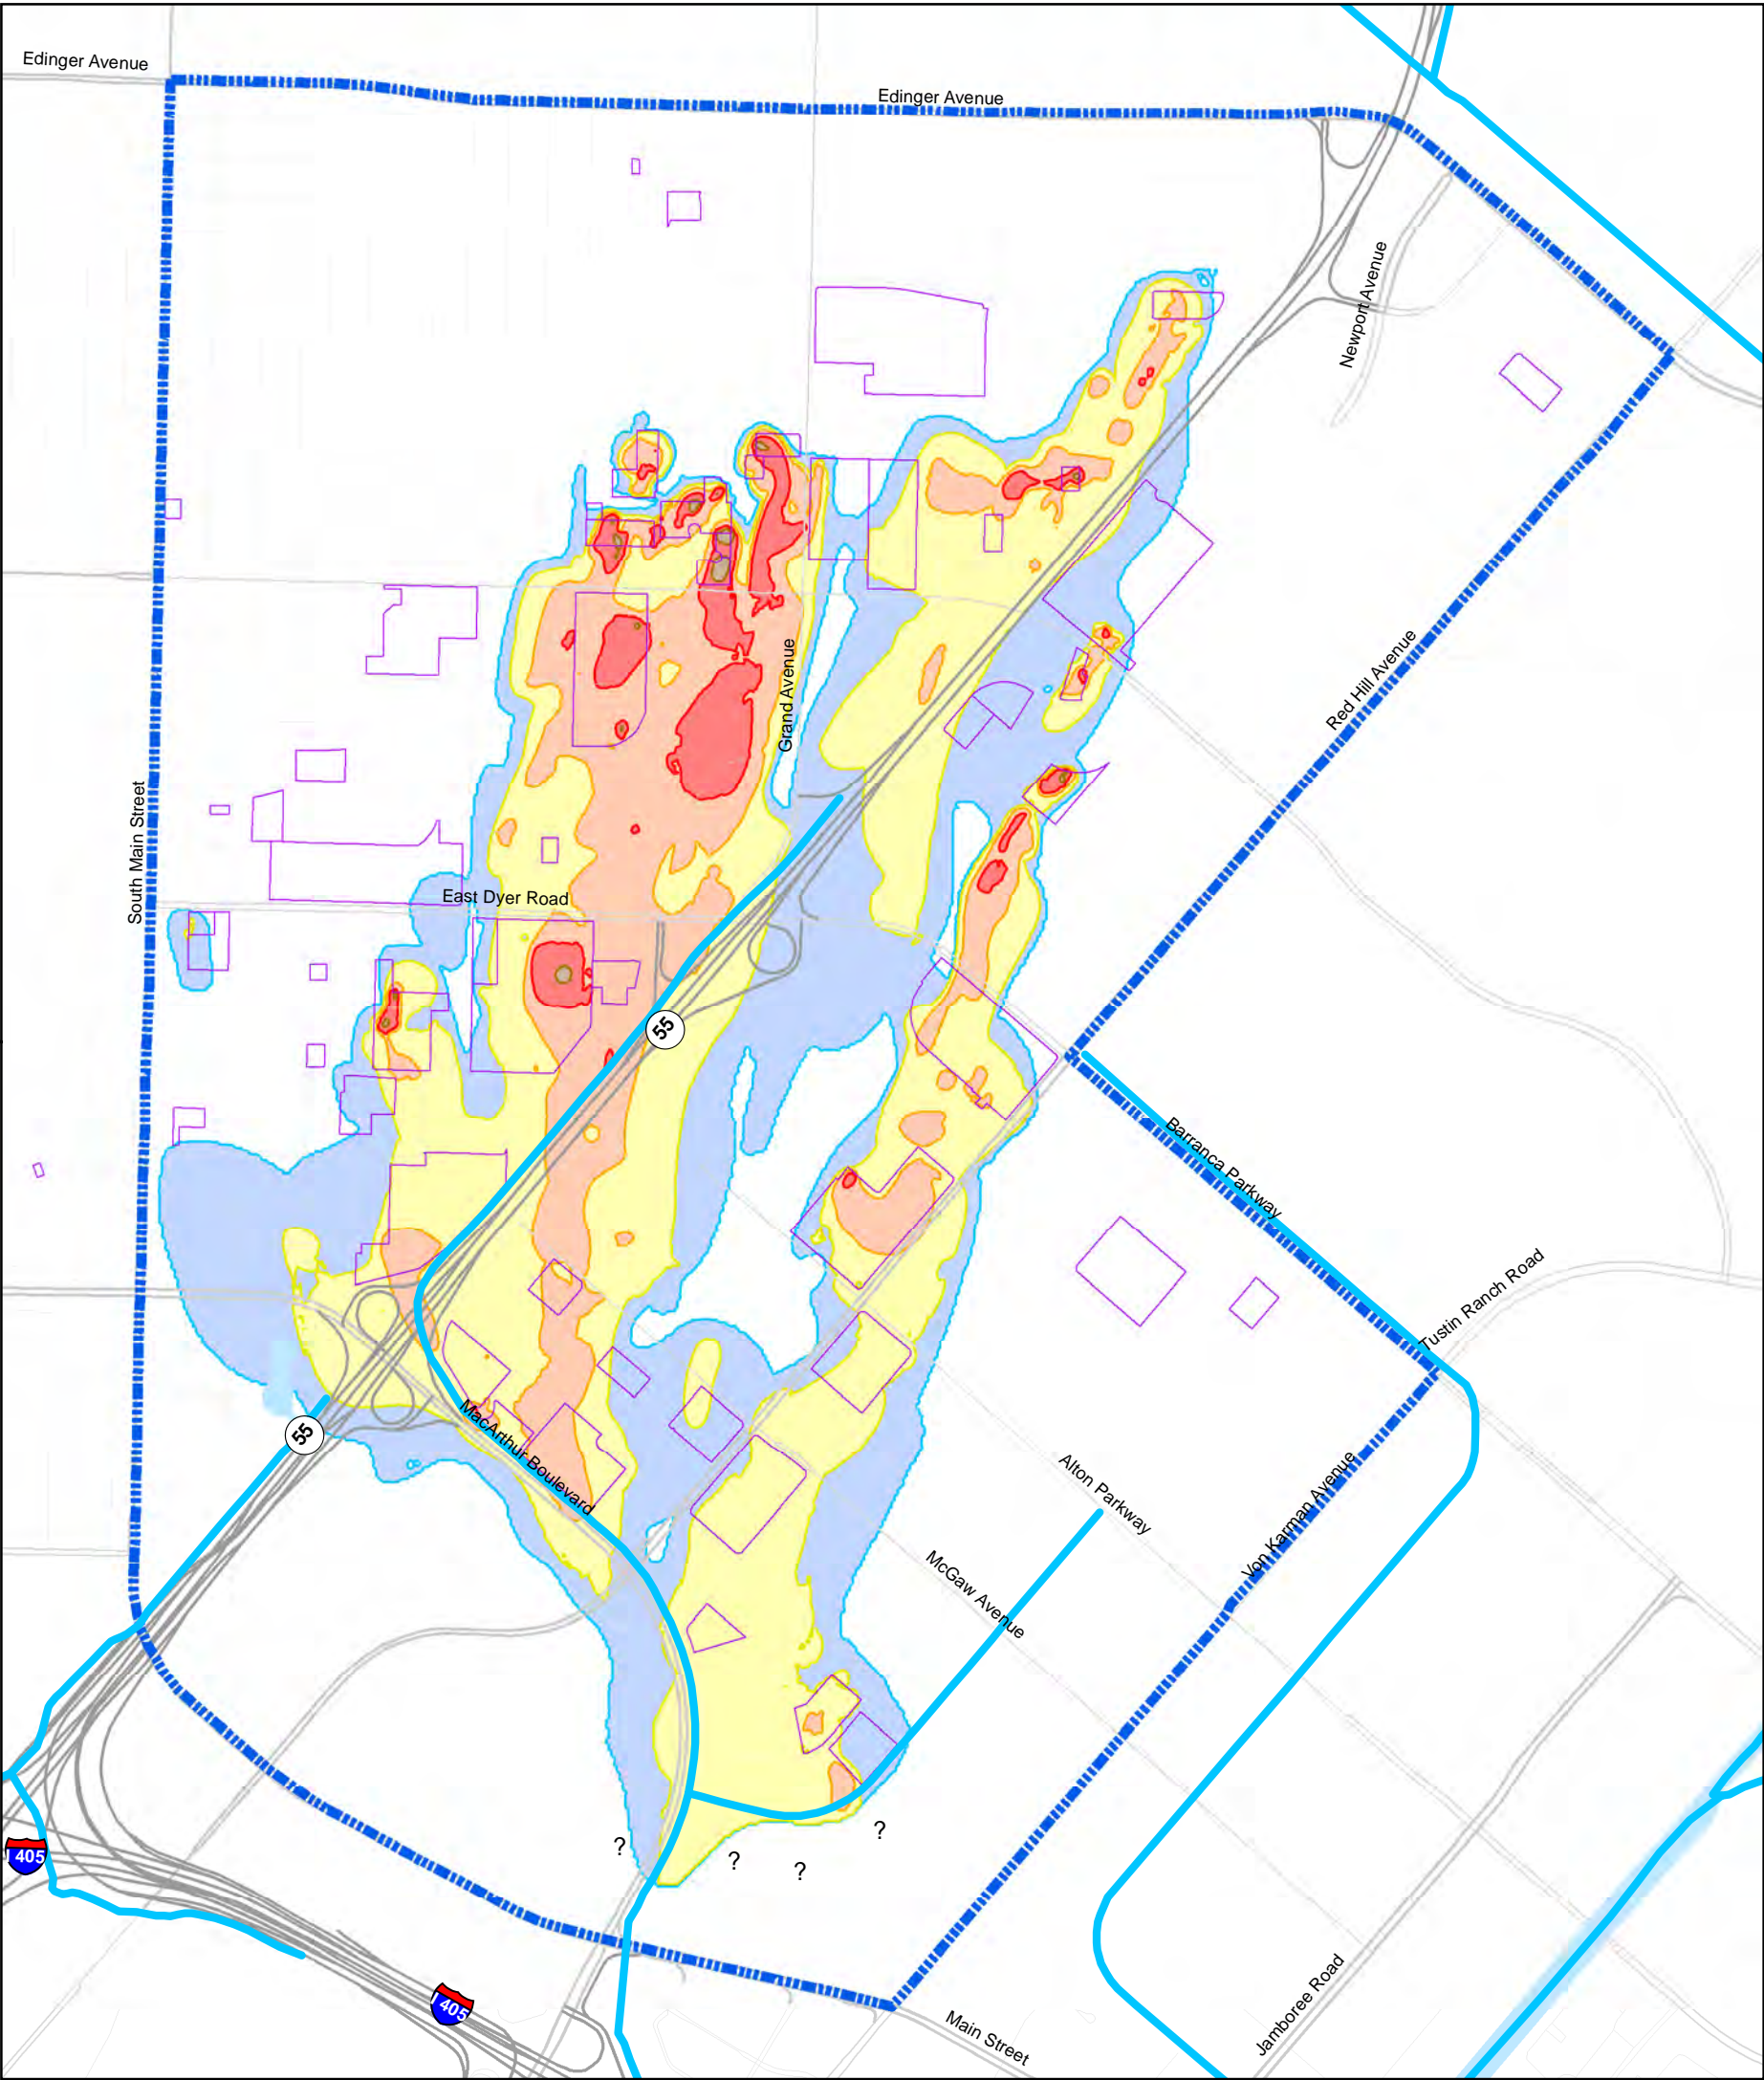 Edinger Avenue
Edinger Avenue
Newport Avenue
Red Hill Avenue
Grand Avenue
South Main Street
East Dyer Road
55
Barranca Parkway
Tustin Ranch Road
55
MacArthur Boulevard
Alton Parkway
Von Karman Avenue
McGaw Avenue
?
?
?
?
405
405
Jamboree Road
Main Street